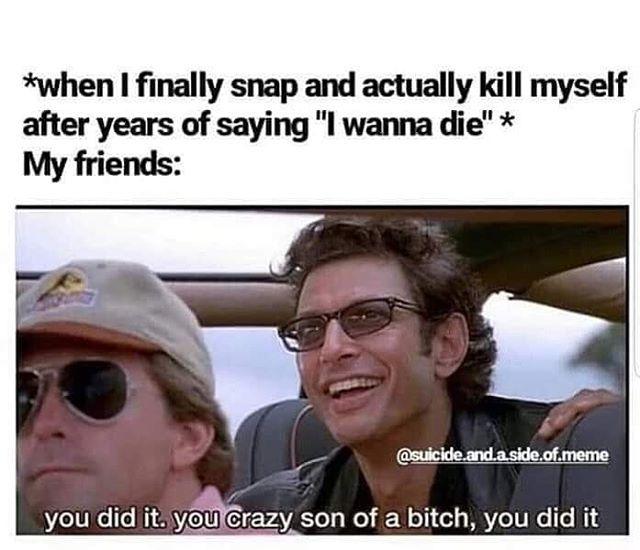 *when I finally snap and actually kill myself
after years of saying "I wanna die" *
My friends:
@suicide.and.a.side.of.meme
you did it. you crazy son of a bitch, you did it